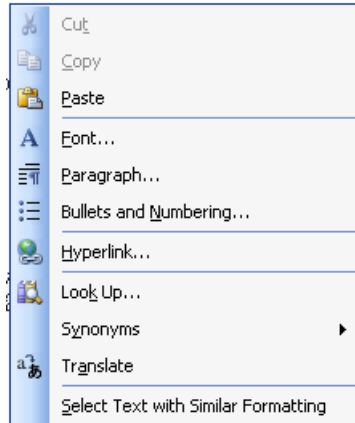 Cut
Copy
Paste
Font...
Paragraph...
Bullets and Numbering...
Hyperlink...
Look Up...
Synonyms
Translate
Select Text with Similar Formatting